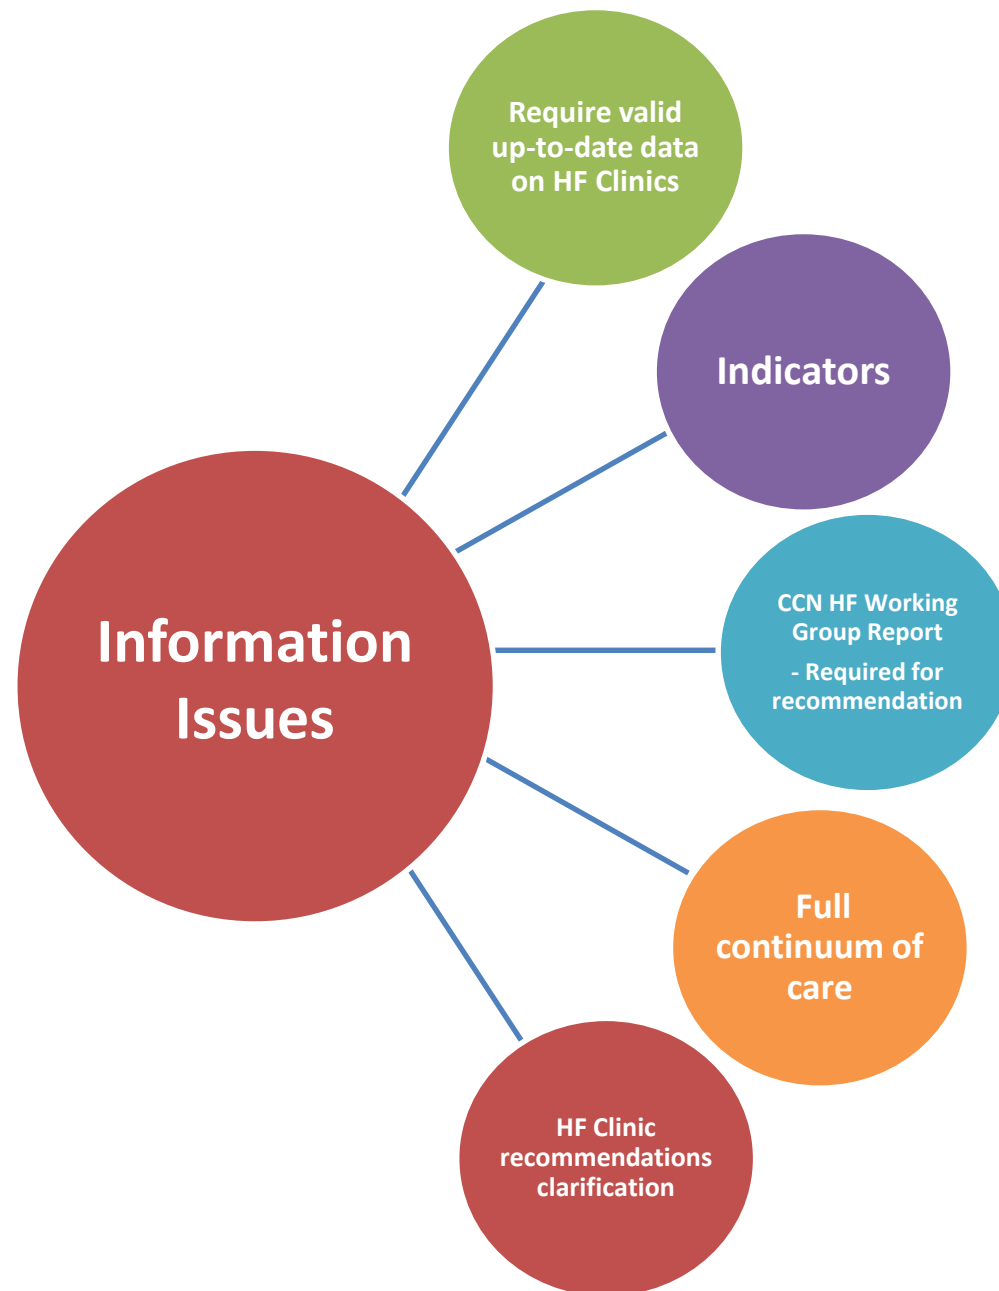 Require valid
up-to-date data
on HF Clinics
Indicators
Information
Issues
CCN HF Working
Group Report
- Required for
recommendation
Full
continuum of
care
HF Clinic
recommendations
clarification